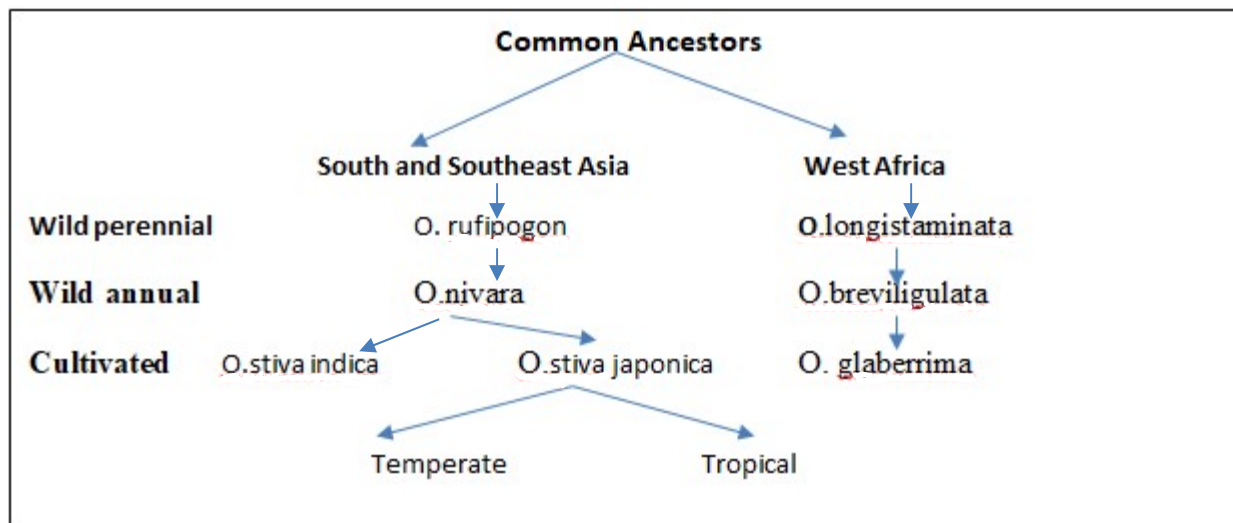 Common Ancestors
South and Southeast Asia West Africa
Wild perennial O. rufipogon O.longistaminata
Wild annual O.nivara O.breviligulata
Cultivated O.stiva indica O.stiva japonica O. glaberrima
Temperate Tropical